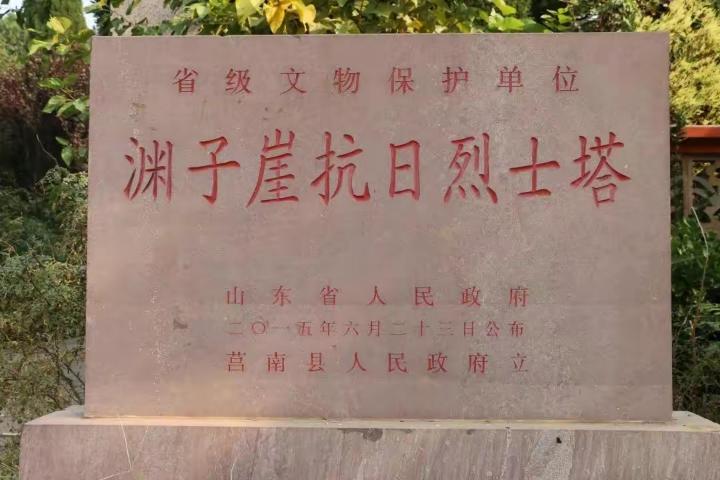 省级文物保护单位
渊子崖抗日烈士塔
山东省人民政府
二〇一五年六月二十三日公布
莒南县人民政府立